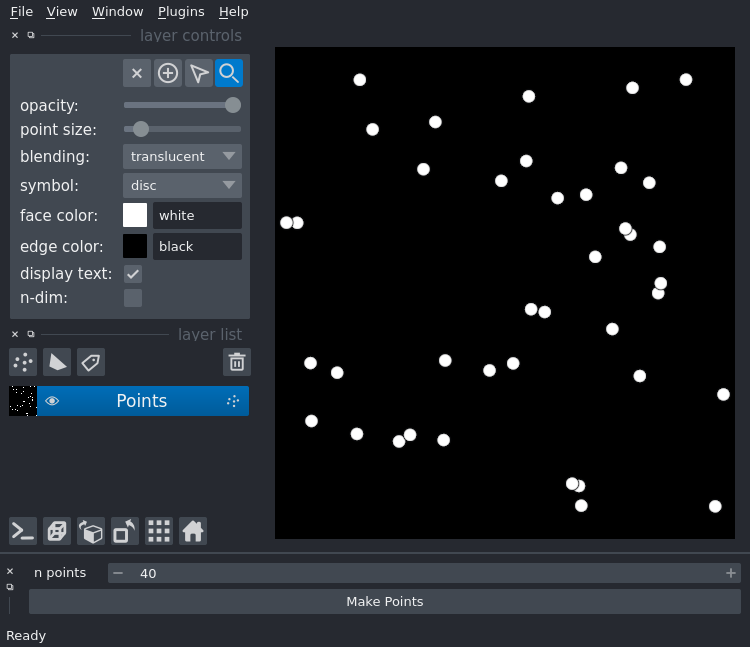 File View Window Plugins Help
layer controls
opacity:
point size:
blending: translucent
symbol: disc
face color: white
edge color: black
display text:
n-dim:
layer list
Points
n points 40
Make Points
Ready